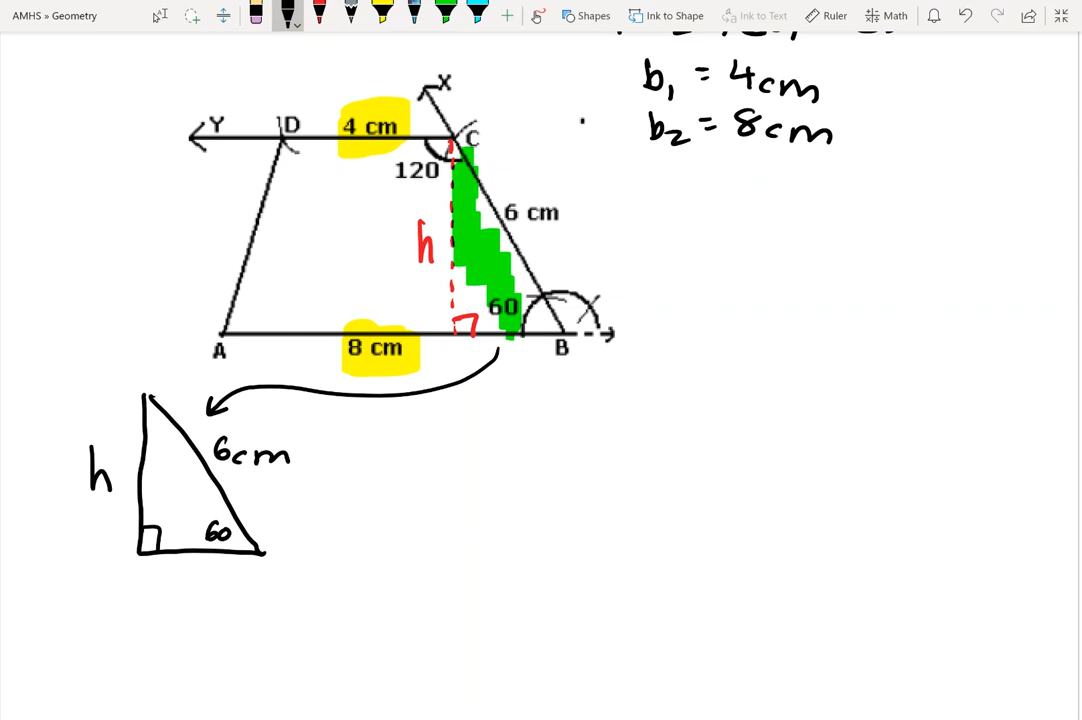 AMHS » Geometry
Shapes
Ink to Shape
Ink to Text
Ruler
Math
b₁ = 4cm
b₂ = 8cm
X
Y
D
4 cm
C
120
6 cm
h
60
A
8 cm
B
h
6cm
60